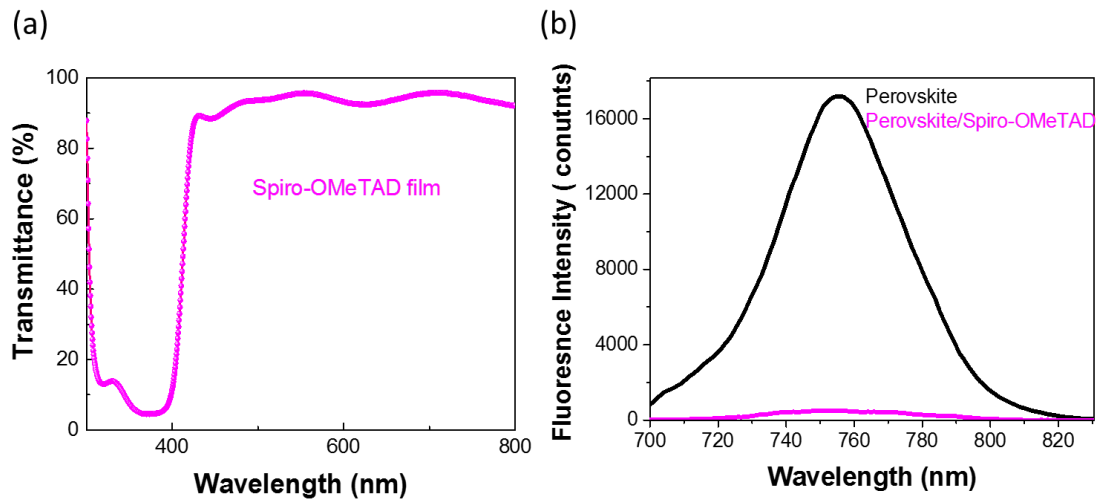 (a)
(b)
Transmittance (%)
100
80
60
40
20
0
Spiro-OMeTAD film
400
600
800
Wavelength (nm)
Fluoresnce Intensity ( conutnts)
16000
12000
8000
4000
0
Perovskite
Perovskite/Spiro-OMeTAD
700
720
740
760
780
800
820
Wavelength (nm)